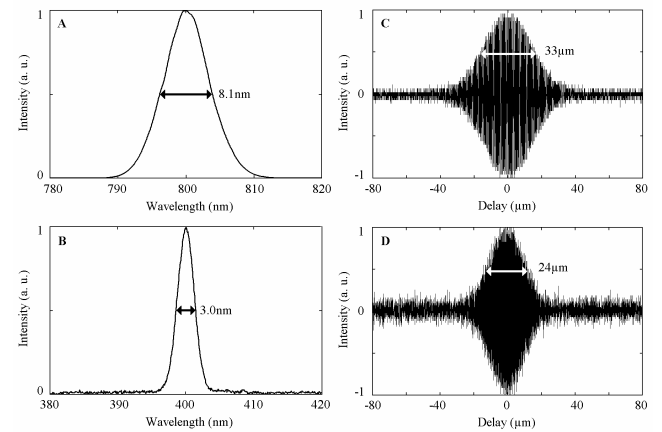 A
1
8.1nm
0
Intensity (a. u.)
780 790 800 810 820
Wavelength (nm)
C
1
33µm
0
-1
Intensity (a. u.)
-80 -40 0 40 80
Delay (µm)
B
1
3.0nm
0
Intensity (a. u.)
380 390 400 410 420
Wavelength (nm)
D
1
24µm
0
-1
Intensity (a. u.)
-80 -40 0 40 80
Delay (µm)